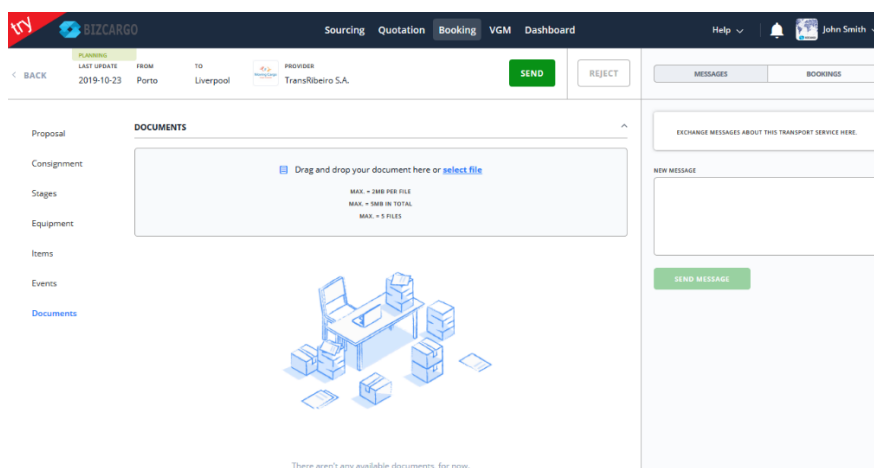 try
BIZCARGO
Sourcing Quotation Booking VGM Dashboard
Help
John Smith
< BACK
PLANNING
LAST UPDATE FROM TO PROVIDER
2019-10-23 Porto Liverpool TransRibeiro S.A.
SEND
REJECT
MESSAGES BOOKINGS
Proposal
Consignment
Stages
Equipment
Items
Events
Documents
DOCUMENTS
Drag and drop your document here or select file
MAX. = 2MB PER FILE
MAX. = 5MB IN TOTAL
MAX. = 5 FILES
There aren't any available documents, for now.
EXCHANGE MESSAGES ABOUT THIS TRANSPORT SERVICE HERE.
NEW MESSAGE
SEND MESSAGE